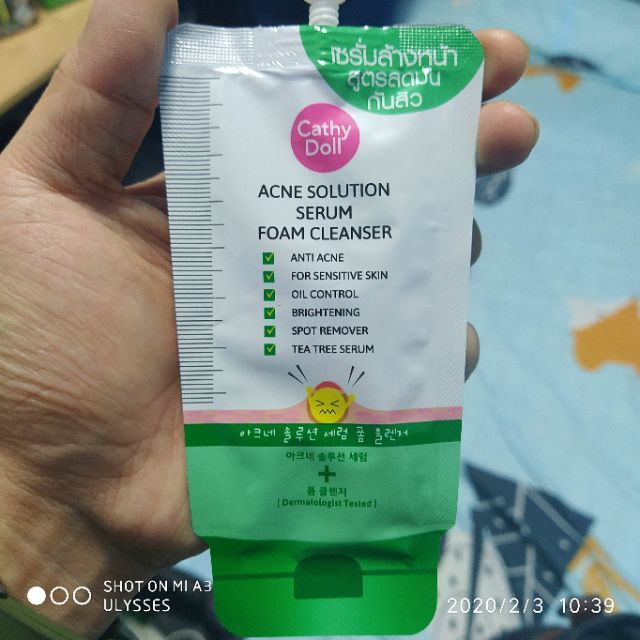 เซรั่มล้างหน้า
สูตรลดมัน
กันสิว
Cathy
Doll
ACNE SOLUTION
SERUM
FOAM CLEANSER
ANTI ACNE
FOR SENSITIVE SKIN
OIL CONTROL
BRIGHTENING
SPOT REMOVER
TEA TREE SERUM
아크네 솔루션 세럼 폼 클렌저
아크네 솔루션 세럼
+
폼 클렌저
[ Dermatologist Tested ]
SHOT ON MI A3
ULYSSES
2020/2/3 10:39